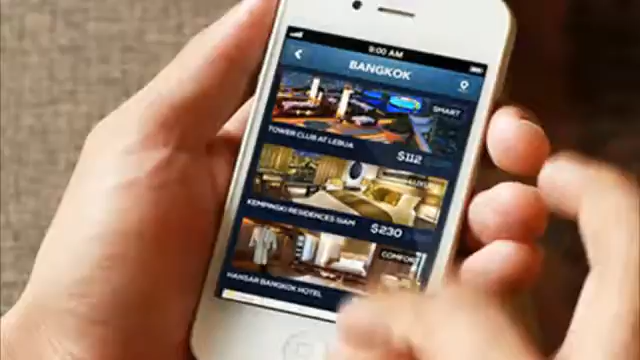 9:00 AM
BANGKOK
SMART
TOWER CLUB AT LEBUA
$112
KEMPINSKI RESIDENCES SIAM
$230
COMFORT
HANSAR BANGKOK HOTEL